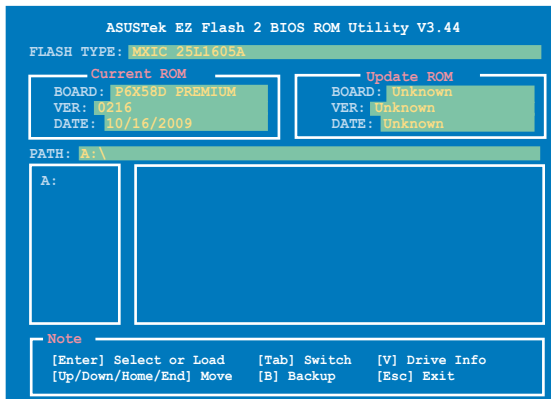 ASUSTek EZ Flash 2 BIOS ROM Utility V3.44
FLASH TYPE: MXIC 25L1605A
Current ROM
BOARD: P6X58D PREMIUM
VER: 0216
DATE: 10/16/2009
Update ROM
BOARD: Unknown
VER: Unknown
DATE: Unknown
PATH: A:\
A:
Note
[Enter] Select or Load [Tab] Switch [V] Drive Info
[Up/Down/Home/End] Move [B] Backup [Esc] Exit